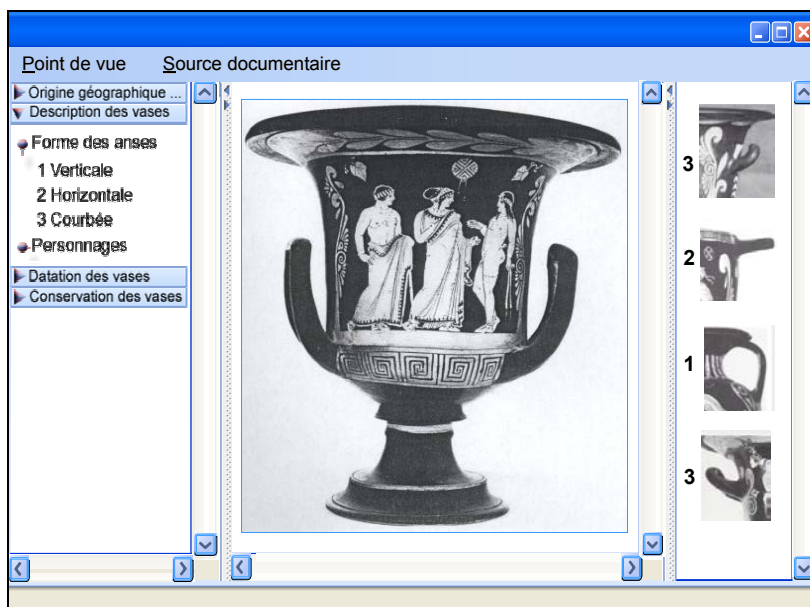 Point de vue Source documentaire
Origine géographique ...
Description des vases
Forme des anses
1 Verticale
2 Horizontale
3 Courbée
Personnages
Datation des vases
Conservation des vases
3
2
1
3